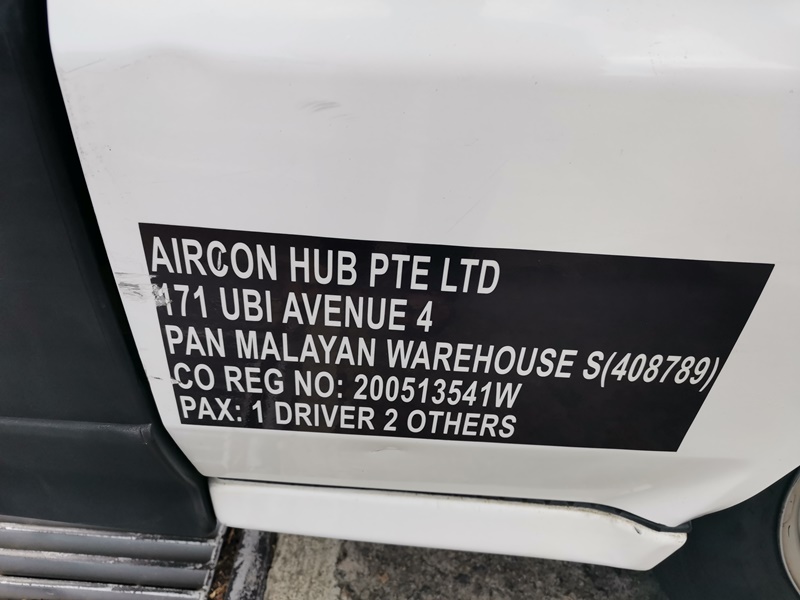 AIRCON HUB PTE LTD
171 UBI AVENUE 4
PAN MALAYAN WAREHOUSE S(408789)
CO REG NO: 200513541W
PAX: 1 DRIVER 2 OTHERS